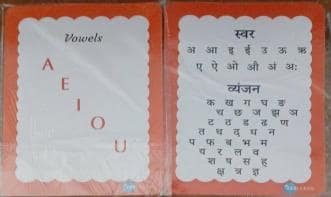 Vowels
A
E
I
O
U
स्वर
अ आ इ ई उ ऊ ऋ
ए ऐ ओ औ अं अः
व्यंजन
क ख ग घ ङ
च छ ज झ ञ
ट ठ ड ढ ण
त थ द ध न
प फ ब भ म
य र ल व
श ष स ह
क्ष त्र ज्ञ